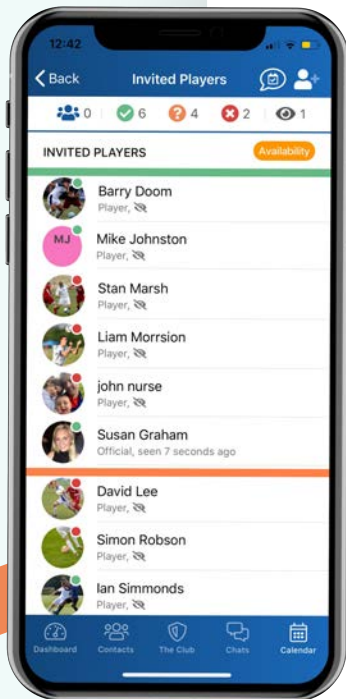 12:42
Back Invited Players
0 6 4 2 1
INVITED PLAYERS Availability
Barry Doom
Player,
MJ Mike Johnston
Player,
Stan Marsh
Player,
Liam Morrsion
Player,
john nurse
Player,
Susan Graham
Official, seen 7 seconds ago
David Lee
Player,
Simon Robson
Player,
Ian Simmonds
Player,
Dashboard Contacts The Club Chats Calendar